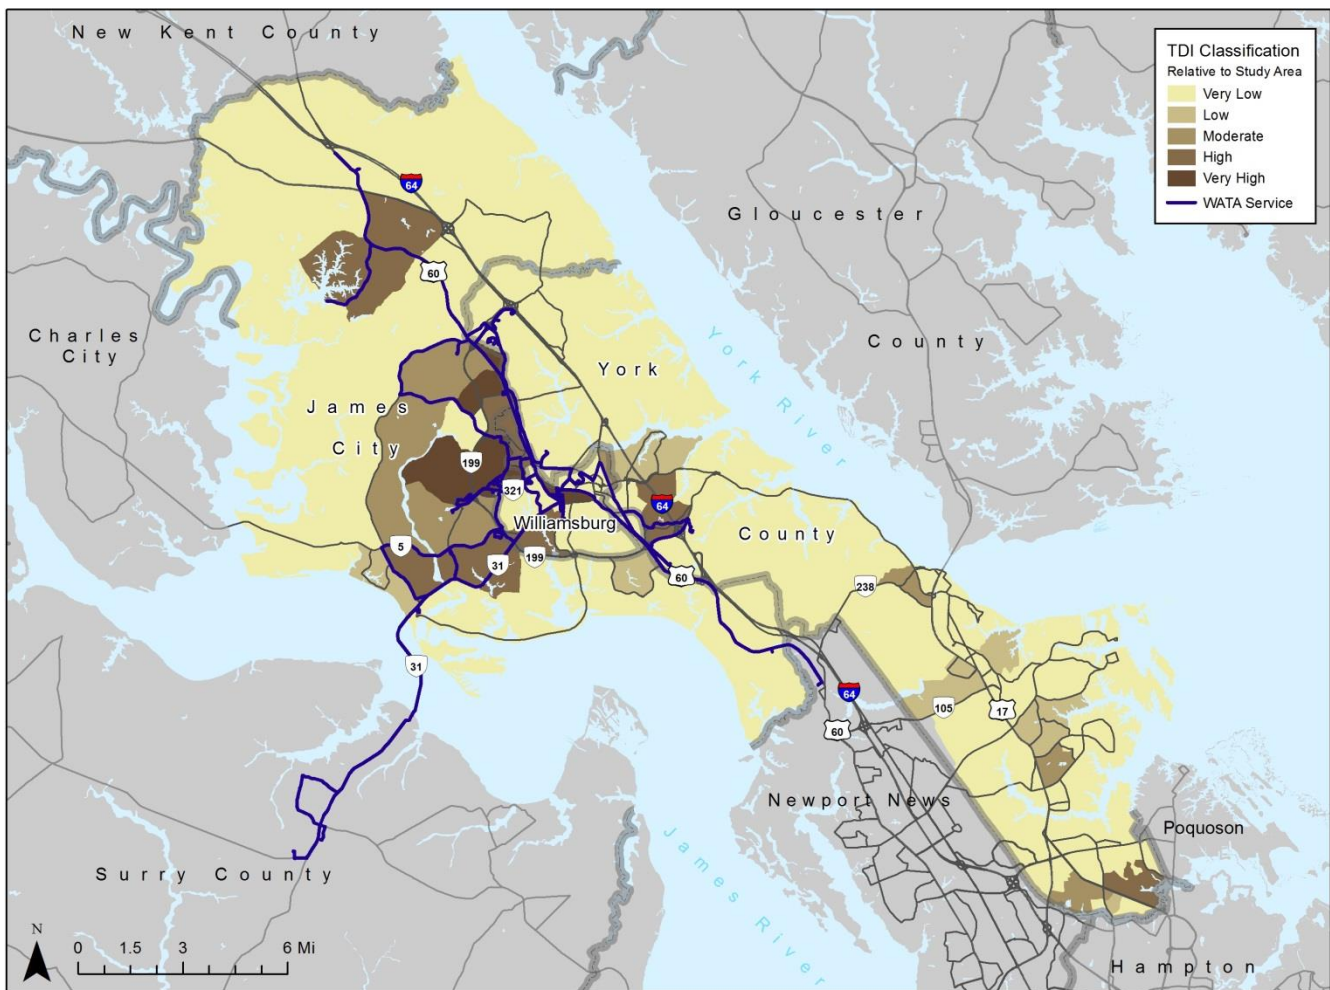 New Kent County
TDI Classification
Relative to Study Area
Very Low
Low
Moderate
High
Very High
WATA Service
64
Gloucester
60
Charles
City
York River
County
York
James
City
199
321
64
Williamsburg
County
5
31
199
60
238
31
64
105
17
60
Newport News
Poquoson
Surry County
James River
N
0 1.5 3 6 Mi
Hampton